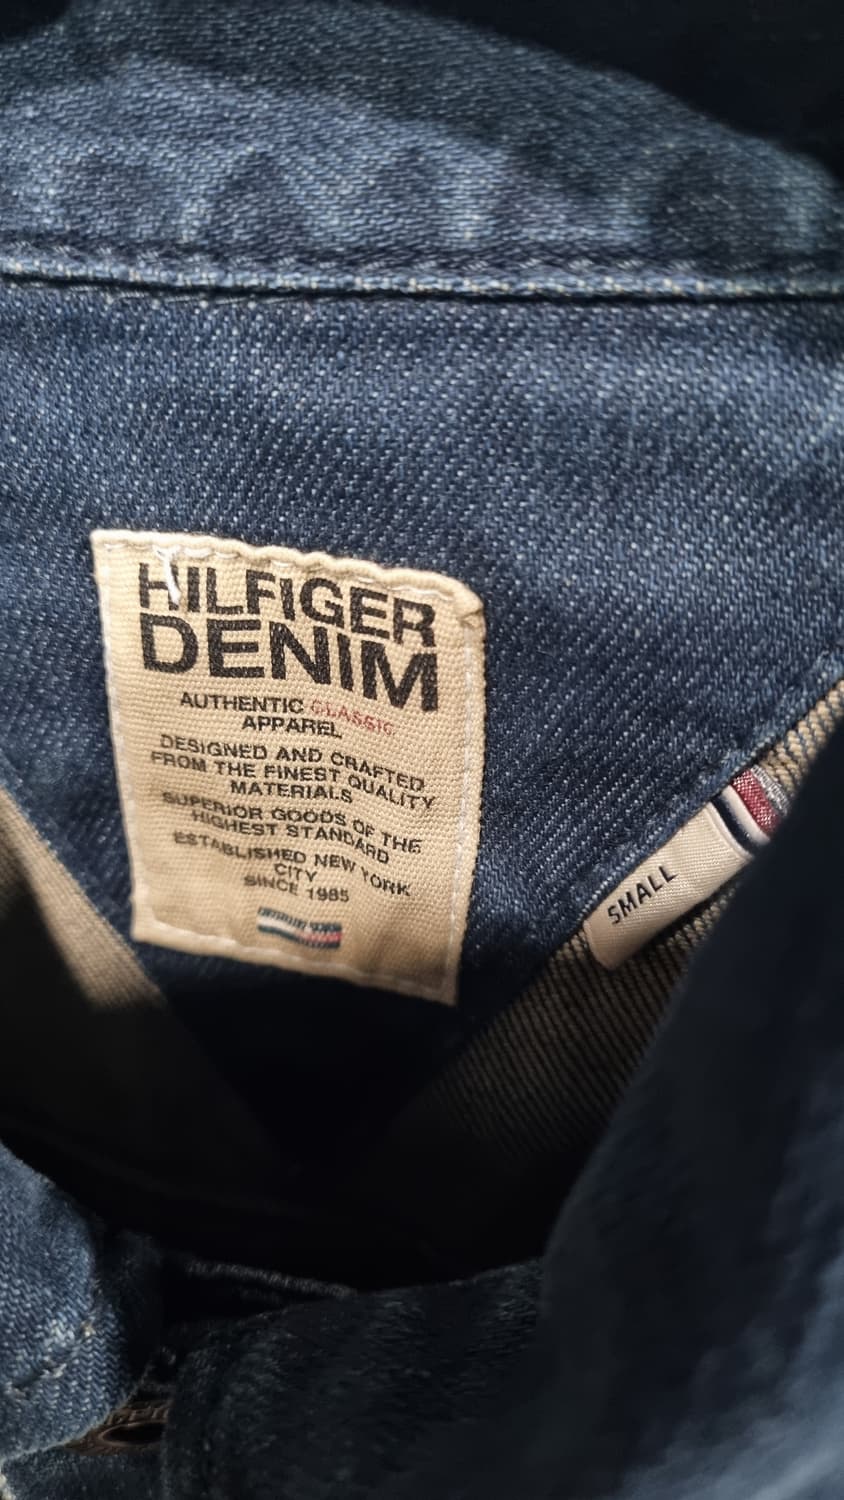 HILFIGER
DENIM
AUTHENTIC CLASSIC
APPAREL
DESIGNED AND CRAFTED
FROM THE FINEST QUALITY
MATERIALS
SUPERIOR GOODS OF THE
HIGHEST STANDARD
ESTABLISHED NEW YORK
CITY
SINCE 1985
SMALL